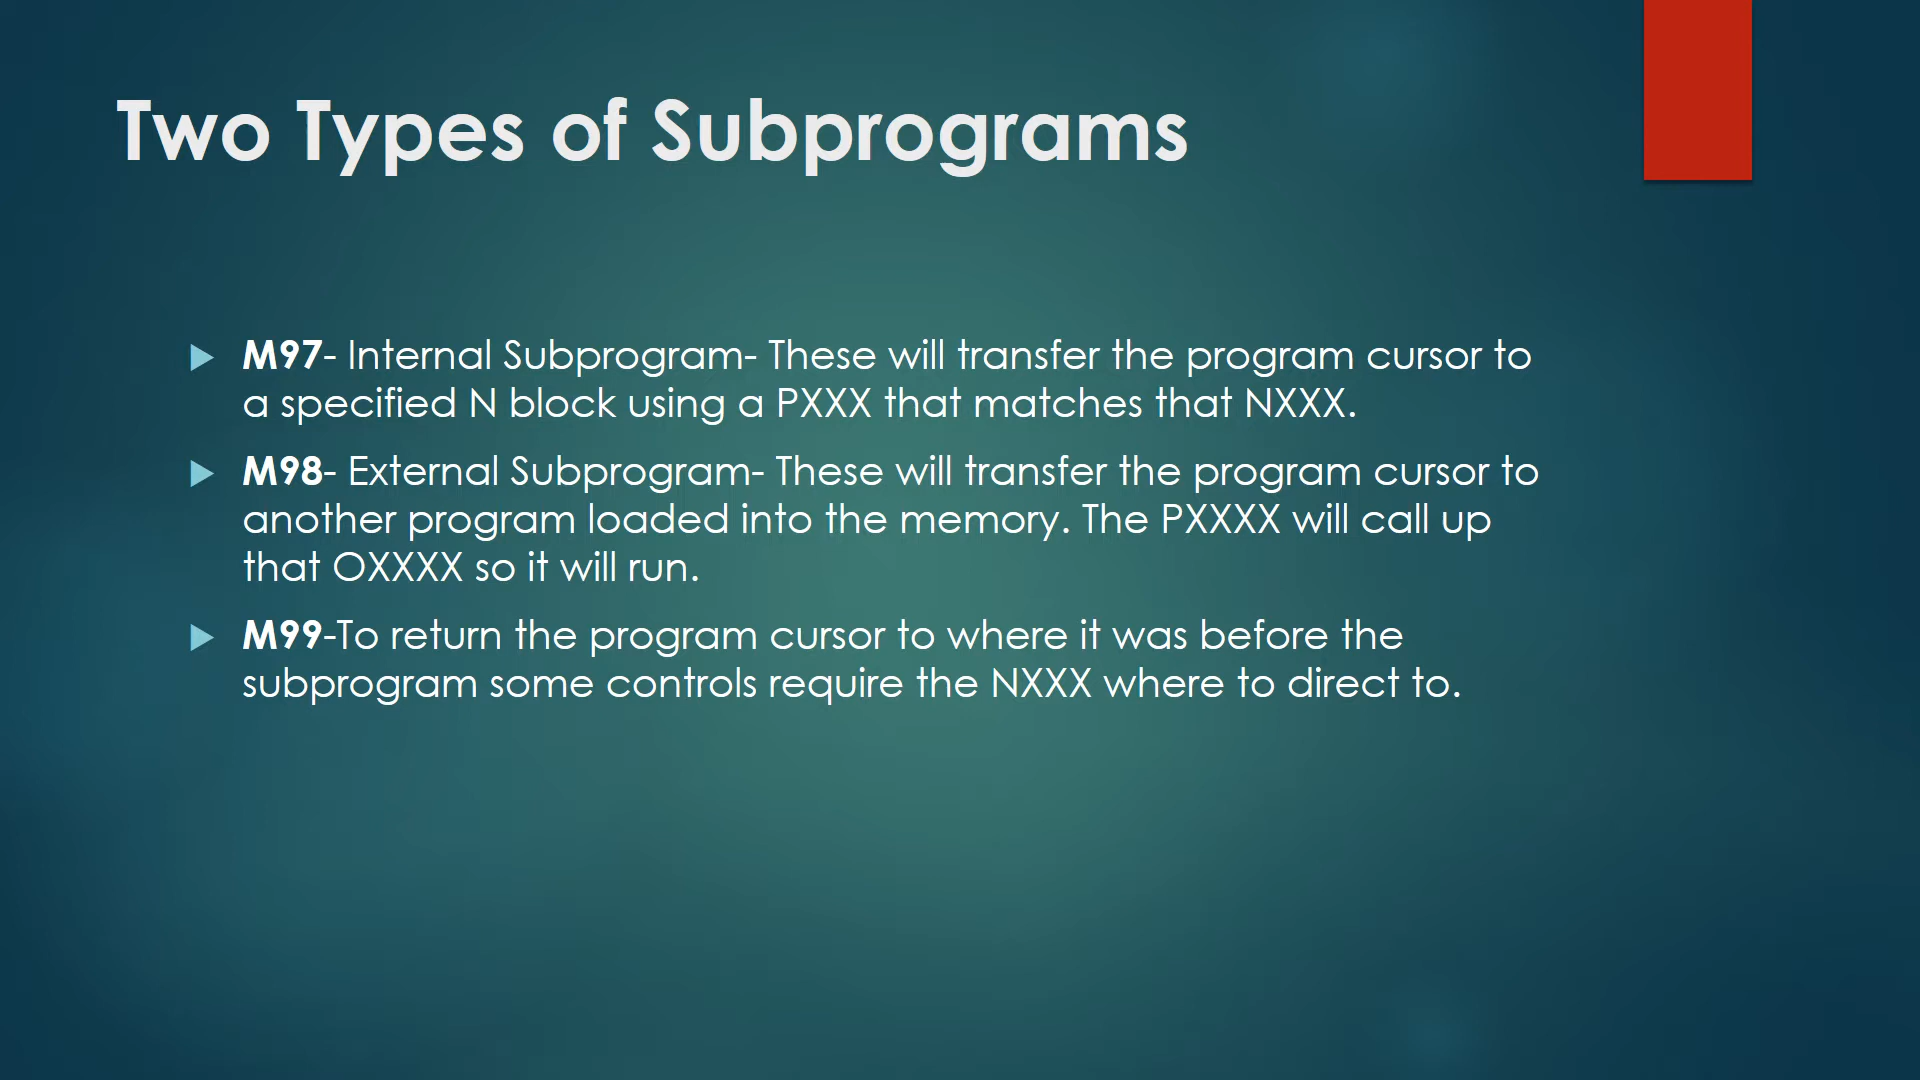 Two Types of Subprograms
M97- Internal Subprogram- These will transfer the program cursor to
a specified N block using a PXXX that matches that NXXX.
M98- External Subprogram- These will transfer the program cursor to
another program loaded into the memory. The PXXXX will call up
that OXXXX so it will run.
M99-To return the program cursor to where it was before the
subprogram some controls require the NXXX where to direct to.